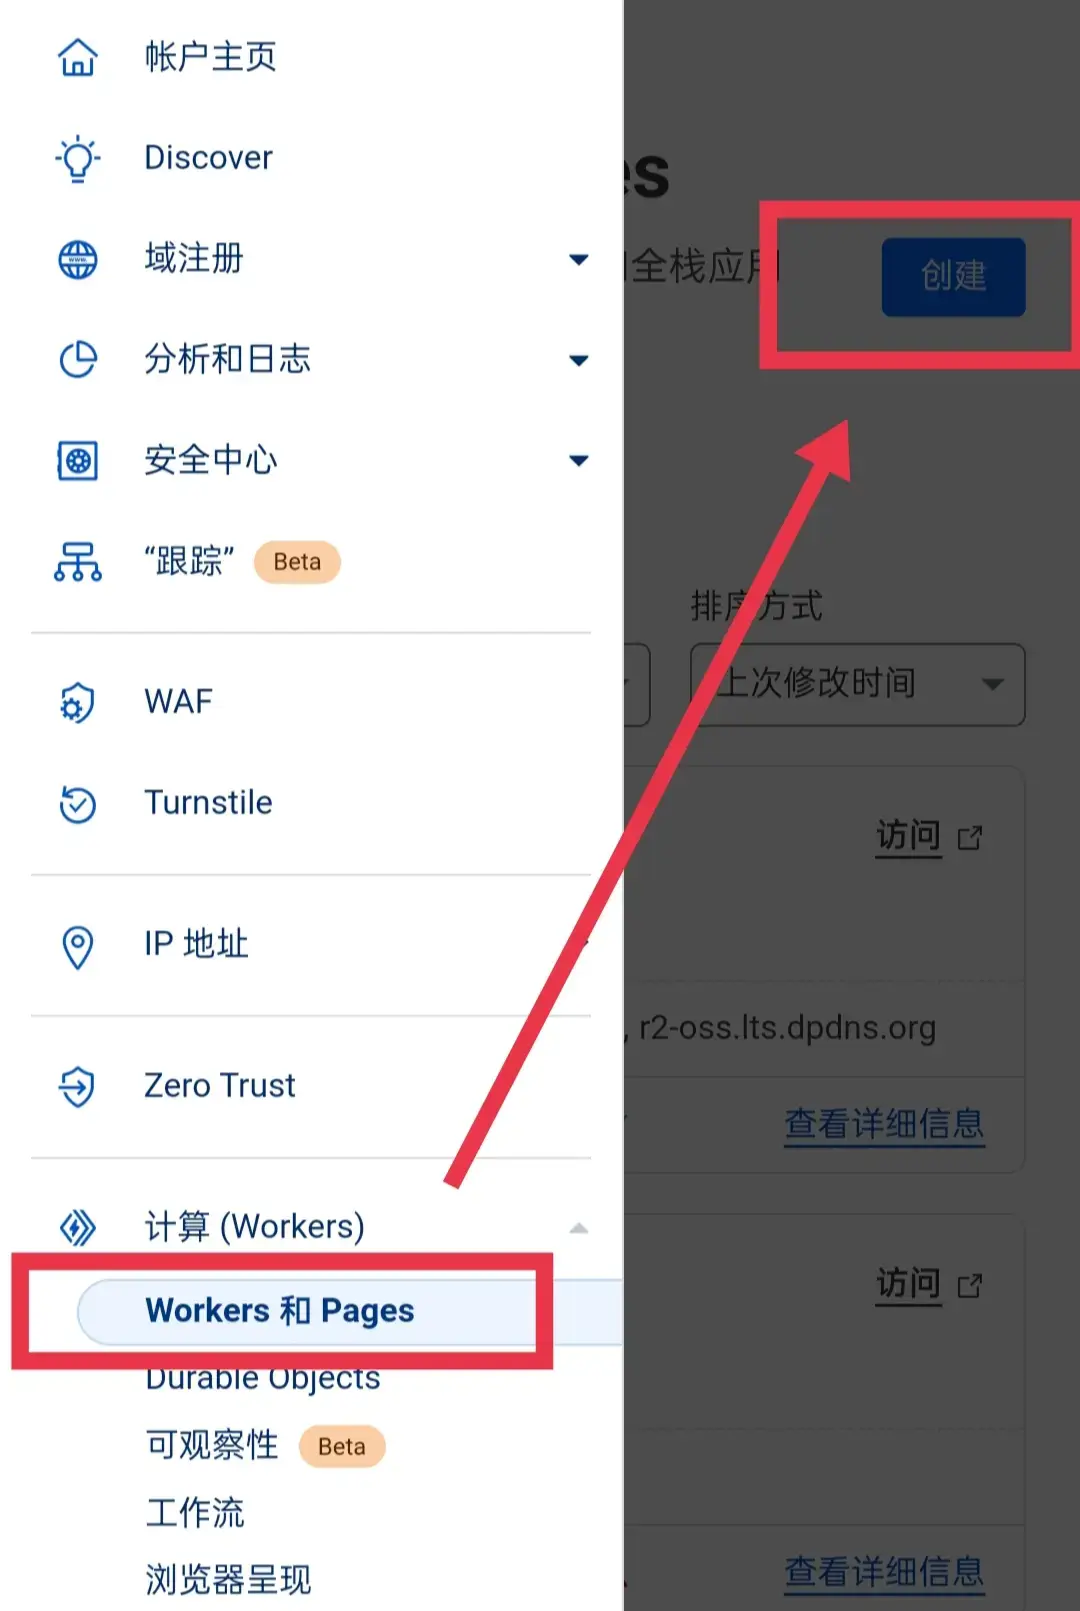 帐户主页
Discover
域注册
分析和日志
安全中心
“跟踪” Beta
WAF
Turnstile
IP 地址
Zero Trust
计算 (Workers)
Workers 和 Pages
Durable Objects
可观察性 Beta
工作流
浏览器呈现
es
全栈应用
创建
排序方式
上次修改时间
访问
, r2-oss.lts.dpdns.org
查看详细信息
访问
查看详细信息